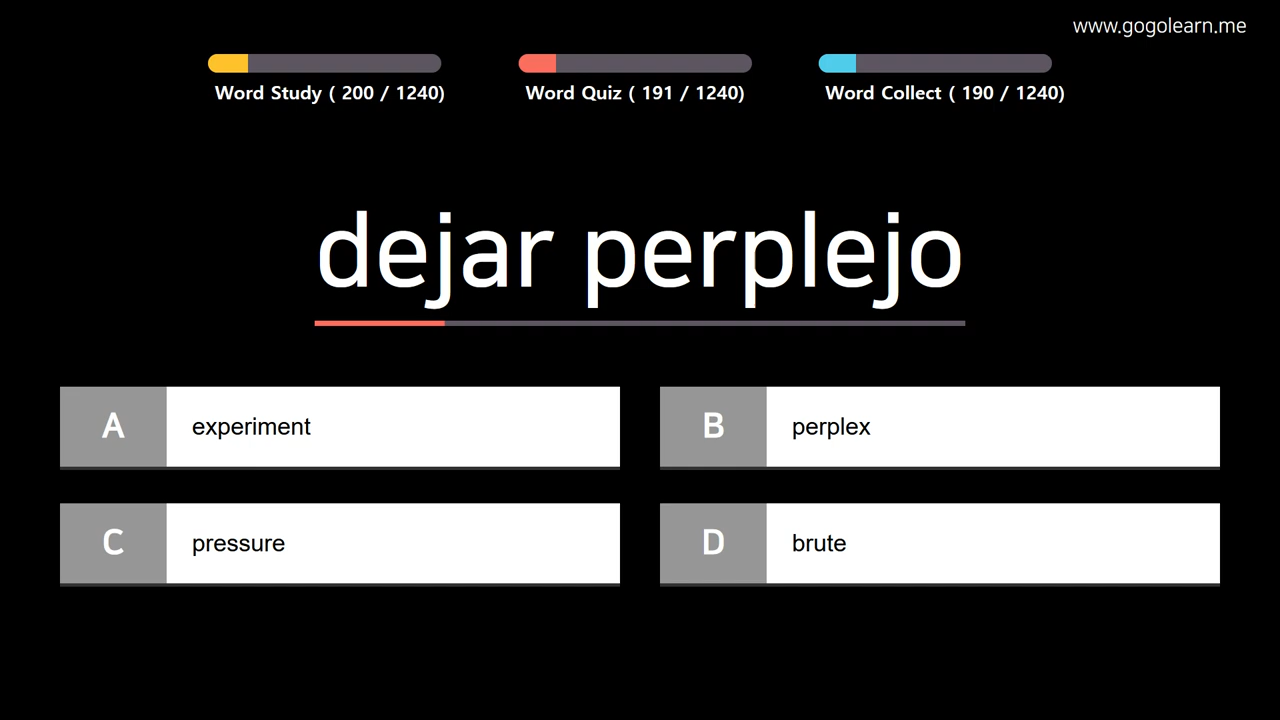 www.gogolearn.me
Word Study ( 200 / 1240)
Word Quiz ( 191 / 1240)
Word Collect ( 190 / 1240)
dejar perplejo
A experiment
B perplex
C pressure
D brute